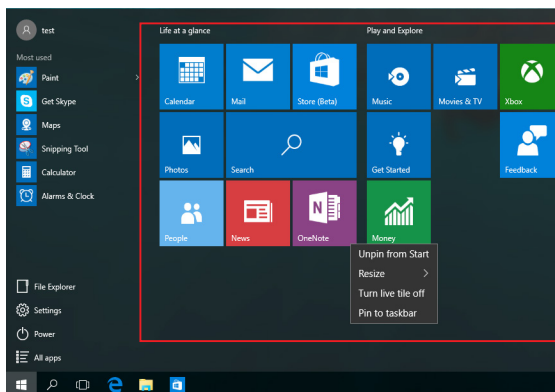 test
Most used
Paint
Get Skype
Maps
Snipping Tool
Calculator
Alarms & Clock
File Explorer
Settings
Power
All apps
Life at a glance
Calendar
Mail
Store (Beta)
Photos
Search
People
News
OneNote
Play and Explore
Music
Movies & TV
Xbox
Get Started
Feedback
Money
Unpin from Start
Resize
Turn live tile off
Pin to taskbar